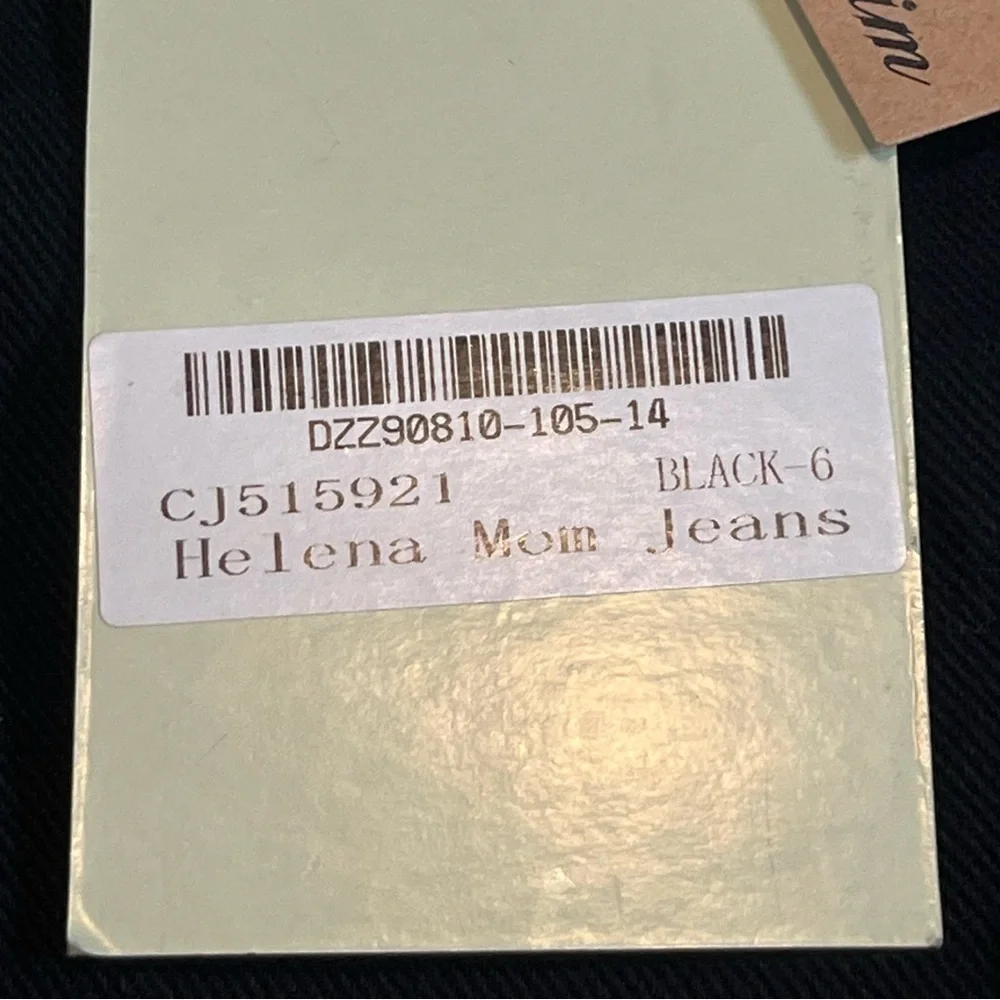 DZZ90810-105-14
CJ515921 BLACK-6
Helena Mom Jeans